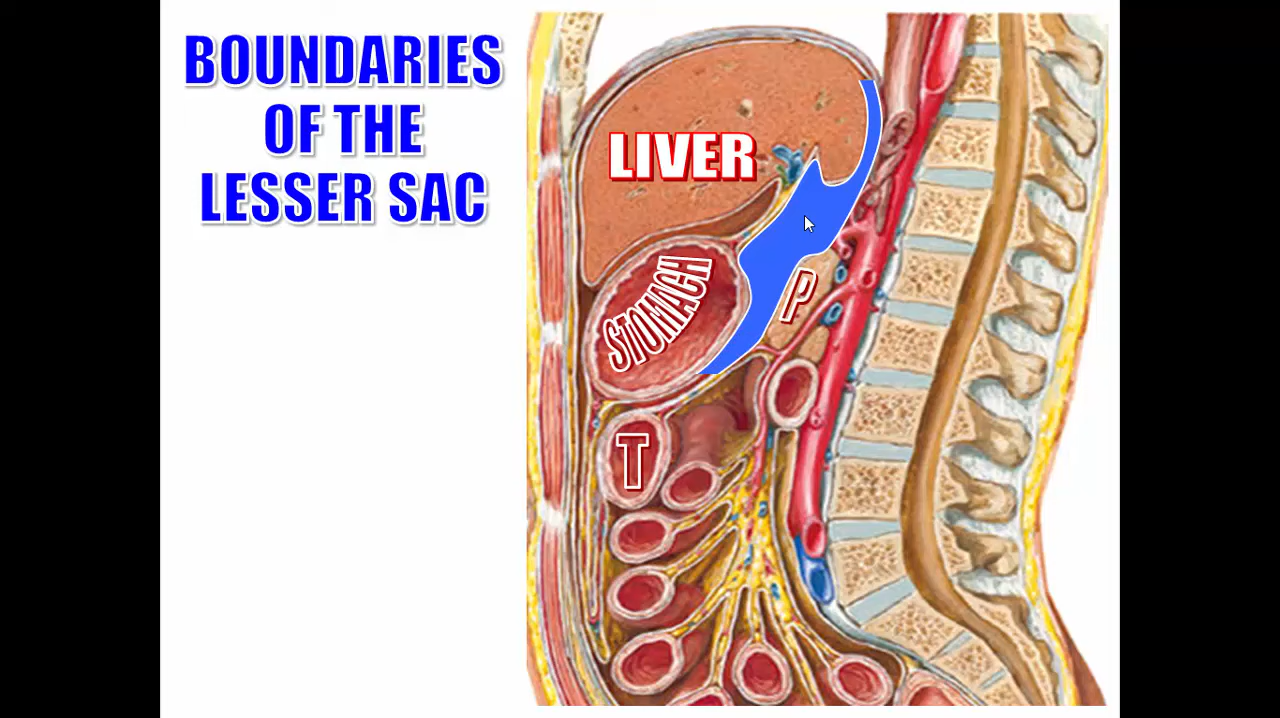 BOUNDARIES
OF THE
LESSER SAC
LIVER
STOMACH
P
T